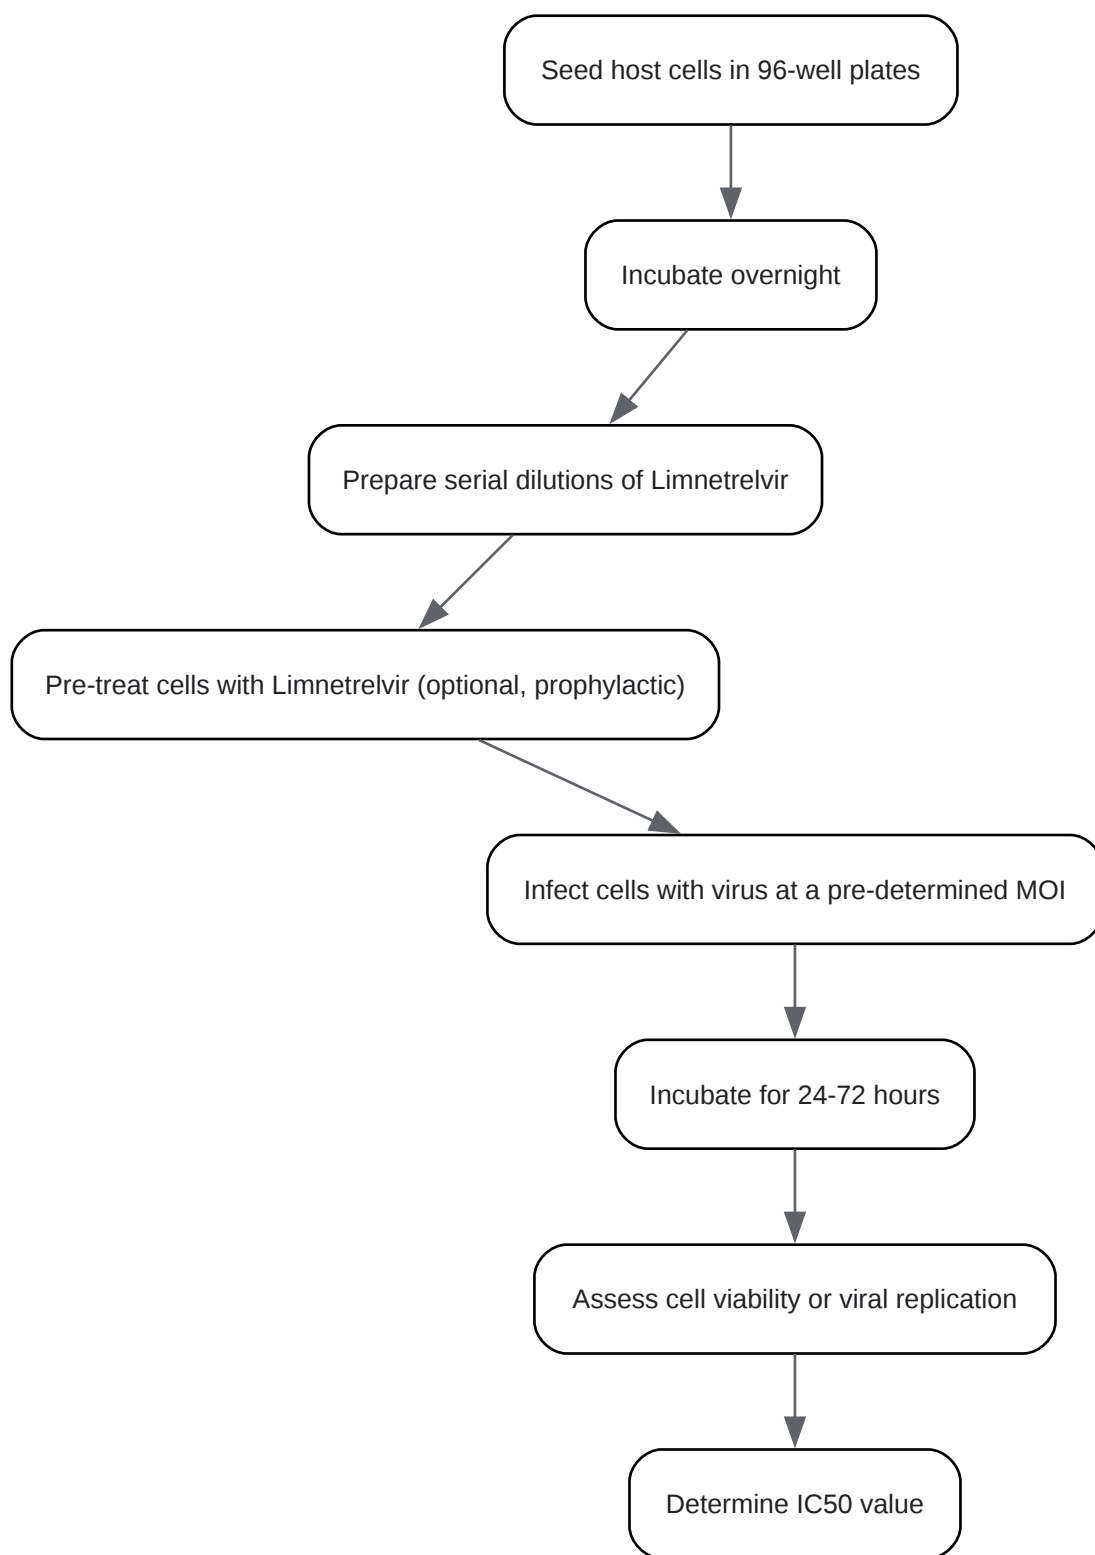 Seed host cells in 96-well plates
Incubate overnight
Prepare serial dilutions of Limnetrelvir
Pre-treat cells with Limnetrelvir (optional, prophylactic)
Infect cells with virus at a pre-determined MOI
Incubate for 24-72 hours
Assess cell viability or viral replication
Determine IC50 value